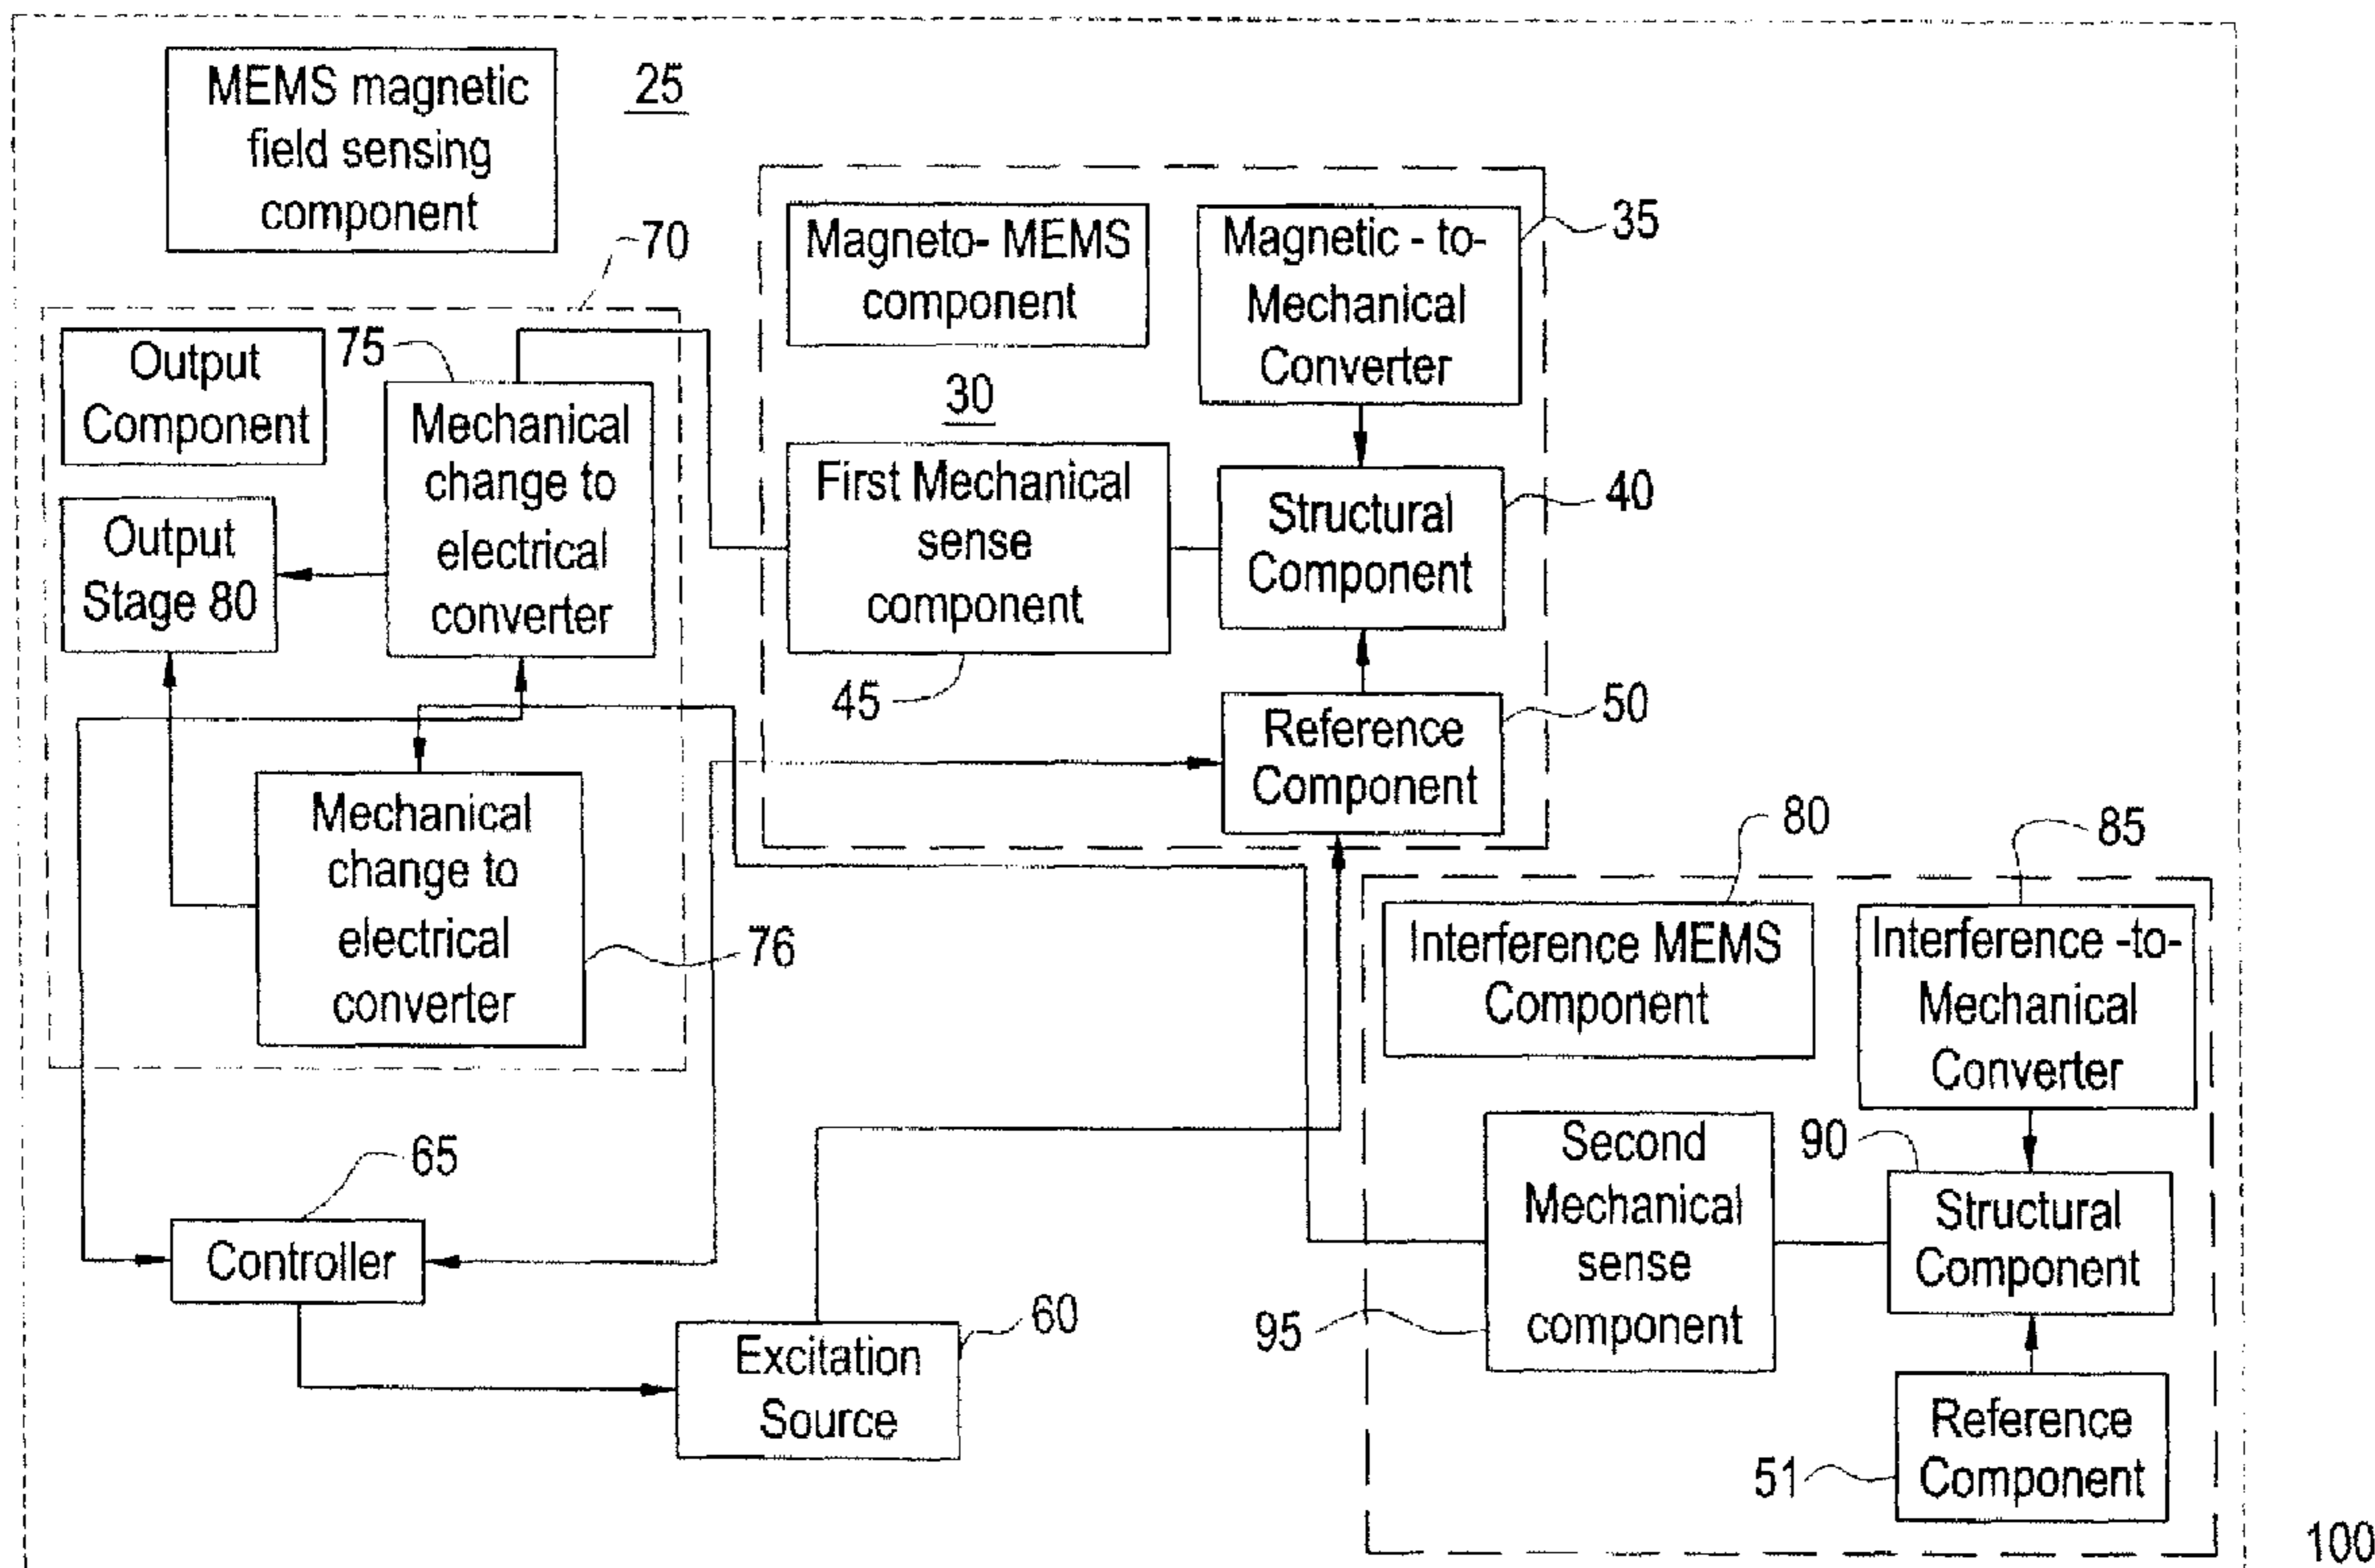 MEMS magnetic
field sensing
component
25
70
Magneto- MEMS
component
Magnetic - to-
Mechanical
Converter
35
30
Output
Component
75
Mechanical
change to
electrical
converter
First Mechanical
sense
component
45
Structural
Component
40
Output
Stage 80
Reference
Component
50
Mechanical
change to
electrical
converter
76
80
Interference MEMS
Component
85
Interference -to-
Mechanical
Converter
65
Controller
Second
Mechanical
sense
component
95
90
Structural
Component
60
Excitation
Source
Reference
Component
51
100